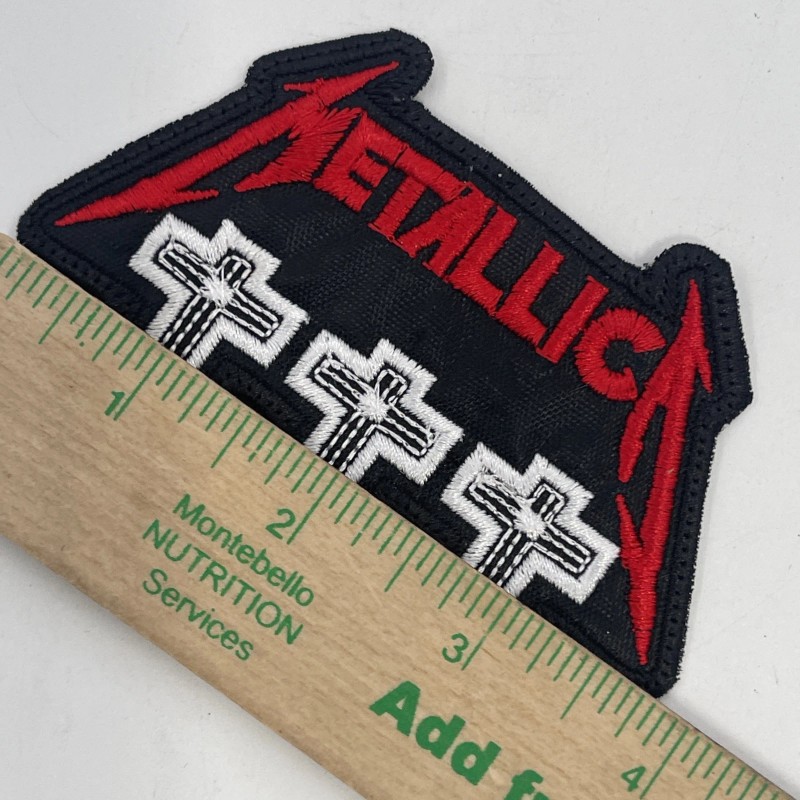 METALLICA
1
2
3
4
Montebello
NUTRITION
Services
Add